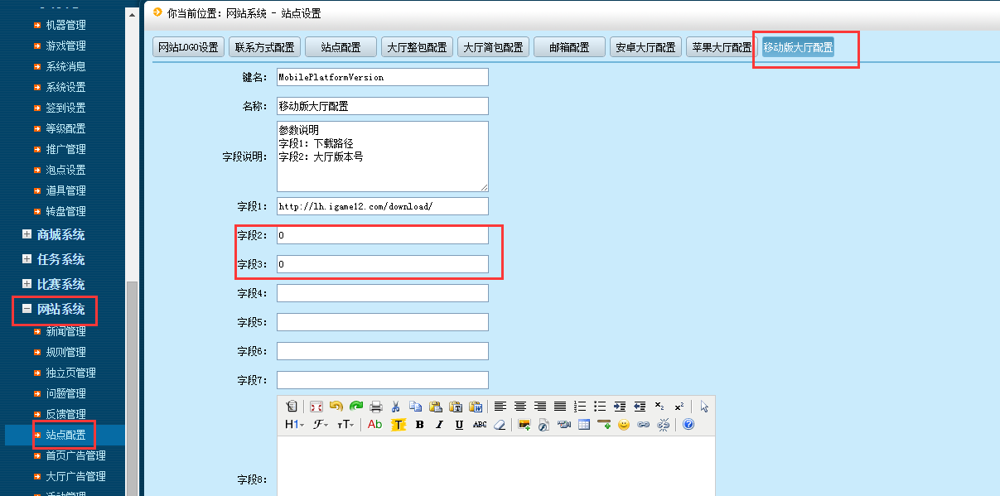 机器管理
游戏管理
系统消息
系统设置
签到设置
等级配置
推广管理
泡点设置
道具管理
转盘管理
商城系统
任务系统
比赛系统
网站系统
新闻管理
规则管理
独立页管理
问题管理
反馈管理
站点配置
首页广告管理
大厅广告管理
活动管理
你当前位置：网站系统 - 站点设置
网站LOGO设置 联系方式配置 站点配置 大厅整包配置 大厅简包配置 邮箱配置 安卓大厅配置 苹果大厅配置 移动版大厅配置
键名： MobilePlatformVersion
名称： 移动版大厅配置
字段说明： 参数说明
字段1：下载路径
字段2：大厅版本号
字段1： http://lh.igame12.com/download/
字段2： 0
字段3： 0
字段4：
字段5：
字段6：
字段7：
H1 F TT Ab T B I U ABC
字段8：